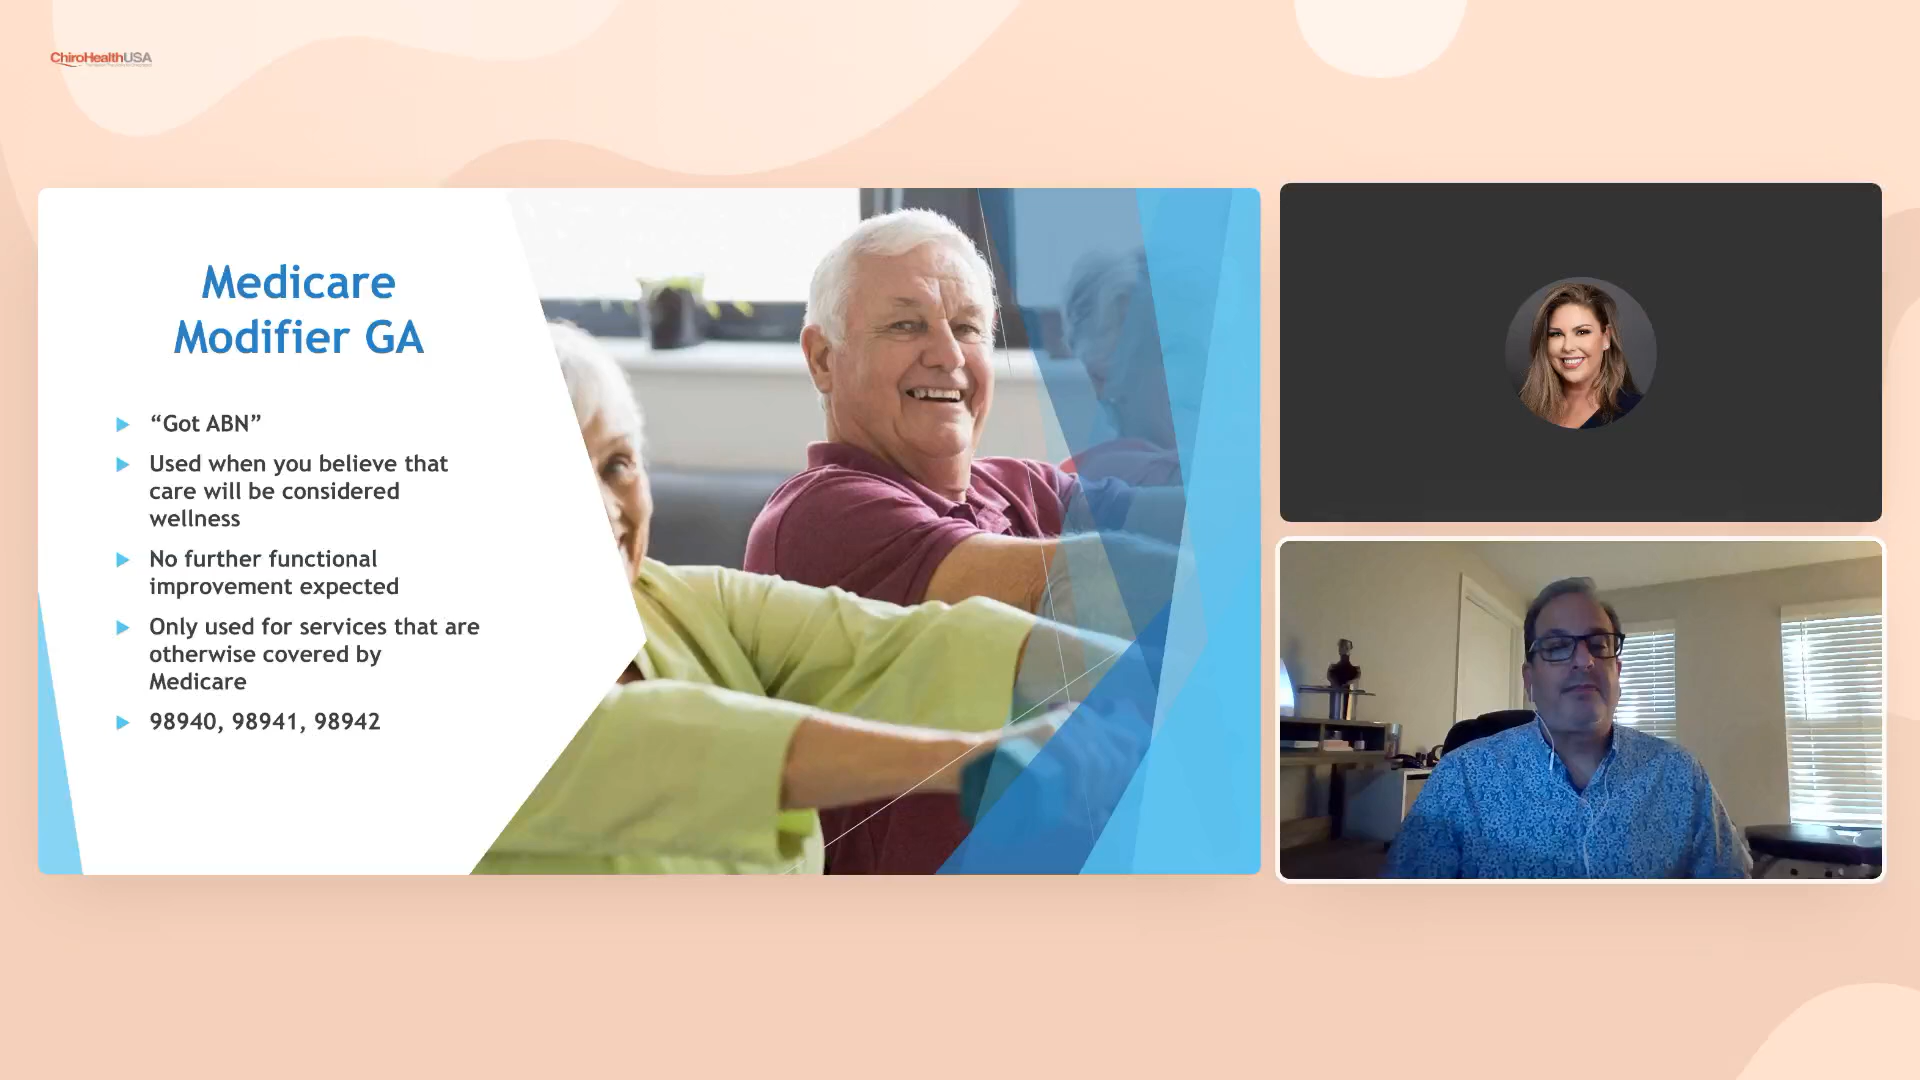 ChiroHealthUSA
Medicare
Modifier GA
“Got ABN”
Used when you believe that
care will be considered
wellness
No further functional
improvement expected
Only used for services that are
otherwise covered by
Medicare
98940, 98941, 98942